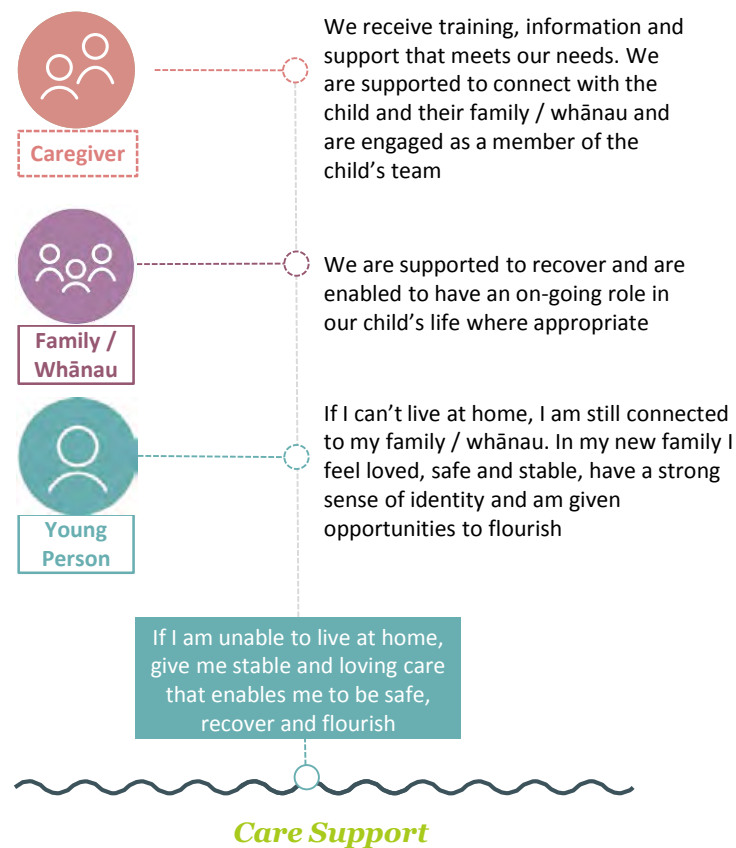 We receive training, information and
support that meets our needs. We
are supported to connect with the
child and their family / whānau and
are engaged as a member of the
child’s team
Caregiver
We are supported to recover and are
enabled to have an on-going role in
our child’s life where appropriate
Family /
Whānau
If I can’t live at home, I am still connected
to my family / whānau. In my new family I
feel loved, safe and stable, have a strong
sense of identity and am given
opportunities to flourish
Young
Person
If I am unable to live at home,
give me stable and loving care
that enables me to be safe,
recover and flourish
Care Support